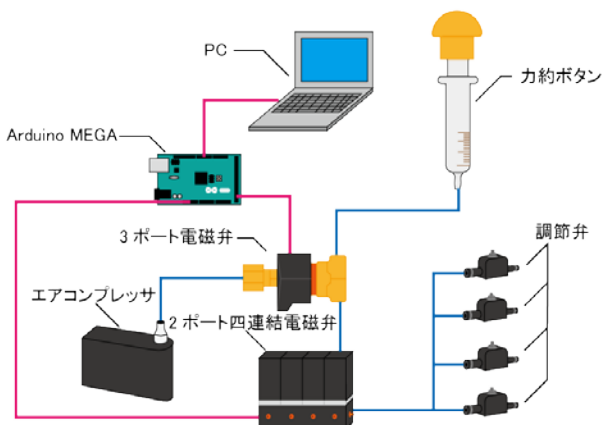 PC
力約ボタン
Arduino MEGA
3ポート電磁弁
調節弁
エアコンプレッサ
2ポート四連結電磁弁